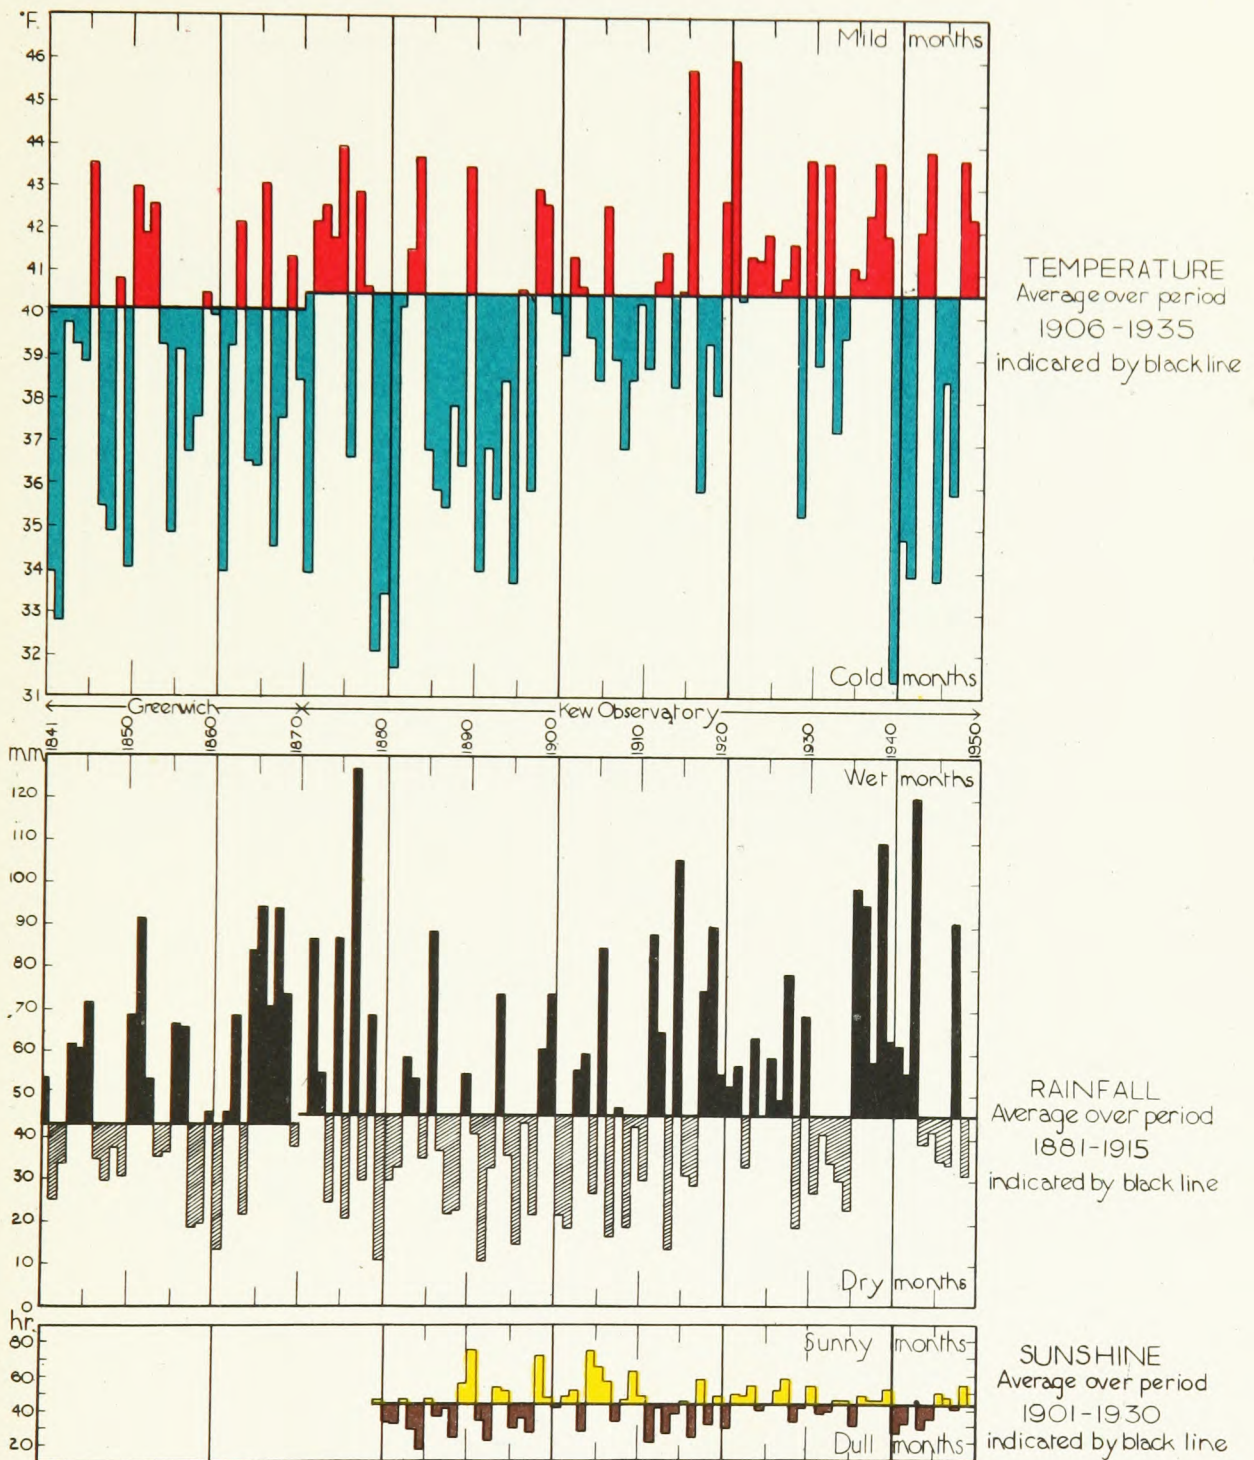 °F.
Mild months
46
45
44
43
42
41
40
39
38
37
36
35
34
33
32
31
Cold months
TEMPERATURE
Average over period
1906-1935
indicated by black line
Greenwich
Kew Observatory
1841
1850
1860
1870
1880
1890
1900
1910
1920
1930
1940
1950
mm
Wet months
120
110
100
90
80
70
60
50
40
30
20
10
0
Dry months
RAINFALL
Average over period
1881-1915
indicated by black line
hr.
80
60
40
20
Sunny months
Dull months
SUNSHINE
Average over period
1901-1930
indicated by black line